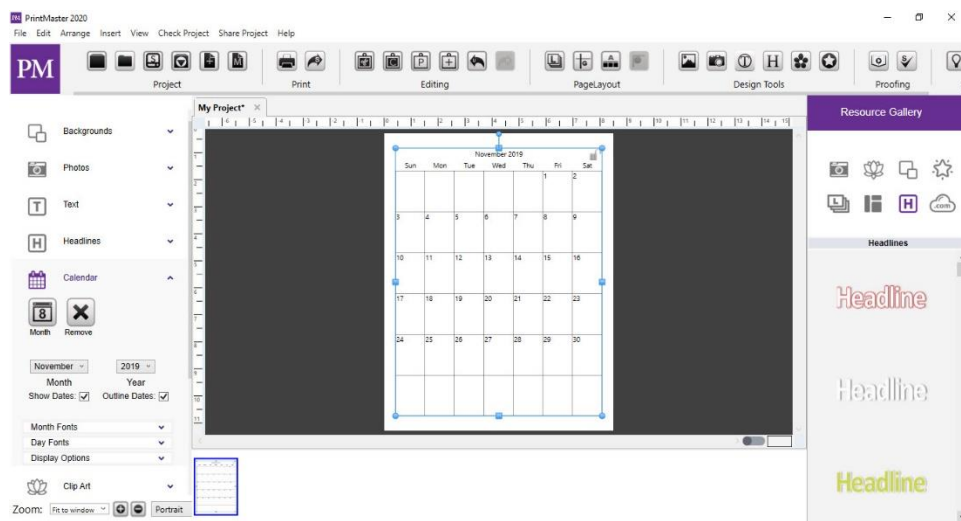 PM PrintMaster 2020
File Edit Arrange Insert View Check Project Share Project Help
PM
Project Print Editing PageLayout Design Tools Proofing
My Project*
Backgrounds
Photos
Text
Headlines
Calendar
Month Remove
November 2019
Month Year
Show Dates: Outline Dates:
Month Fonts
Day Fonts
Display Options
Clip Art
Zoom: Fit to window Portrait
November 2019
Sun Mon Tue Wed Thu Fri Sat
1 2
3 4 5 6 7 8 9
10 11 12 13 14 15 16
17 18 19 20 21 22 23
24 25 26 27 28 29 30
Resource Gallery
Headlines
Headline
Headline
Headline